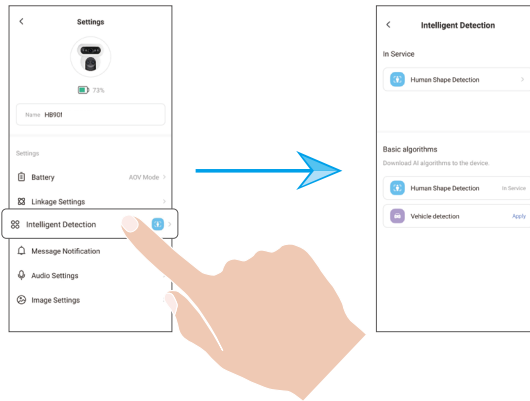 Settings
73%
Name HB901
Settings
Battery AOV Mode
Linkage Settings
Intelligent Detection
Message Notification
Audio Settings
Image Settings
Intelligent Detection
In Service
Human Shape Detection
Basic algorithms
Download AI algorithms to the device.
Human Shape Detection In Service
Vehicle detection Apply